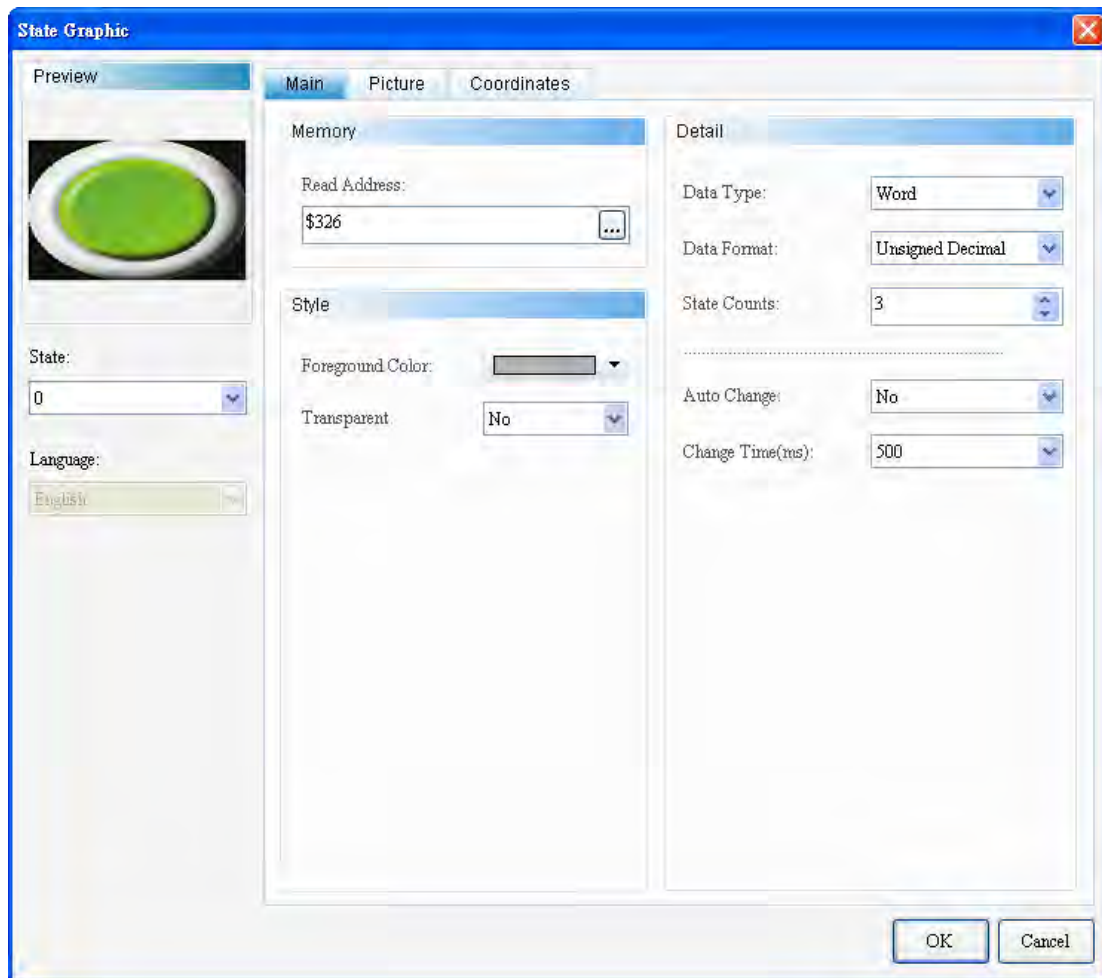 State Graphic
Preview
Main
Picture
Coordinates
Memory
Read Address:
$326
...
Style
Foreground Color:
Transparent
No
Detail
Data Type:
Word
Data Format:
Unsigned Decimal
State Counts:
3
Auto Change:
No
Change Time(ms):
500
State:
0
Language:
English
OK
Cancel